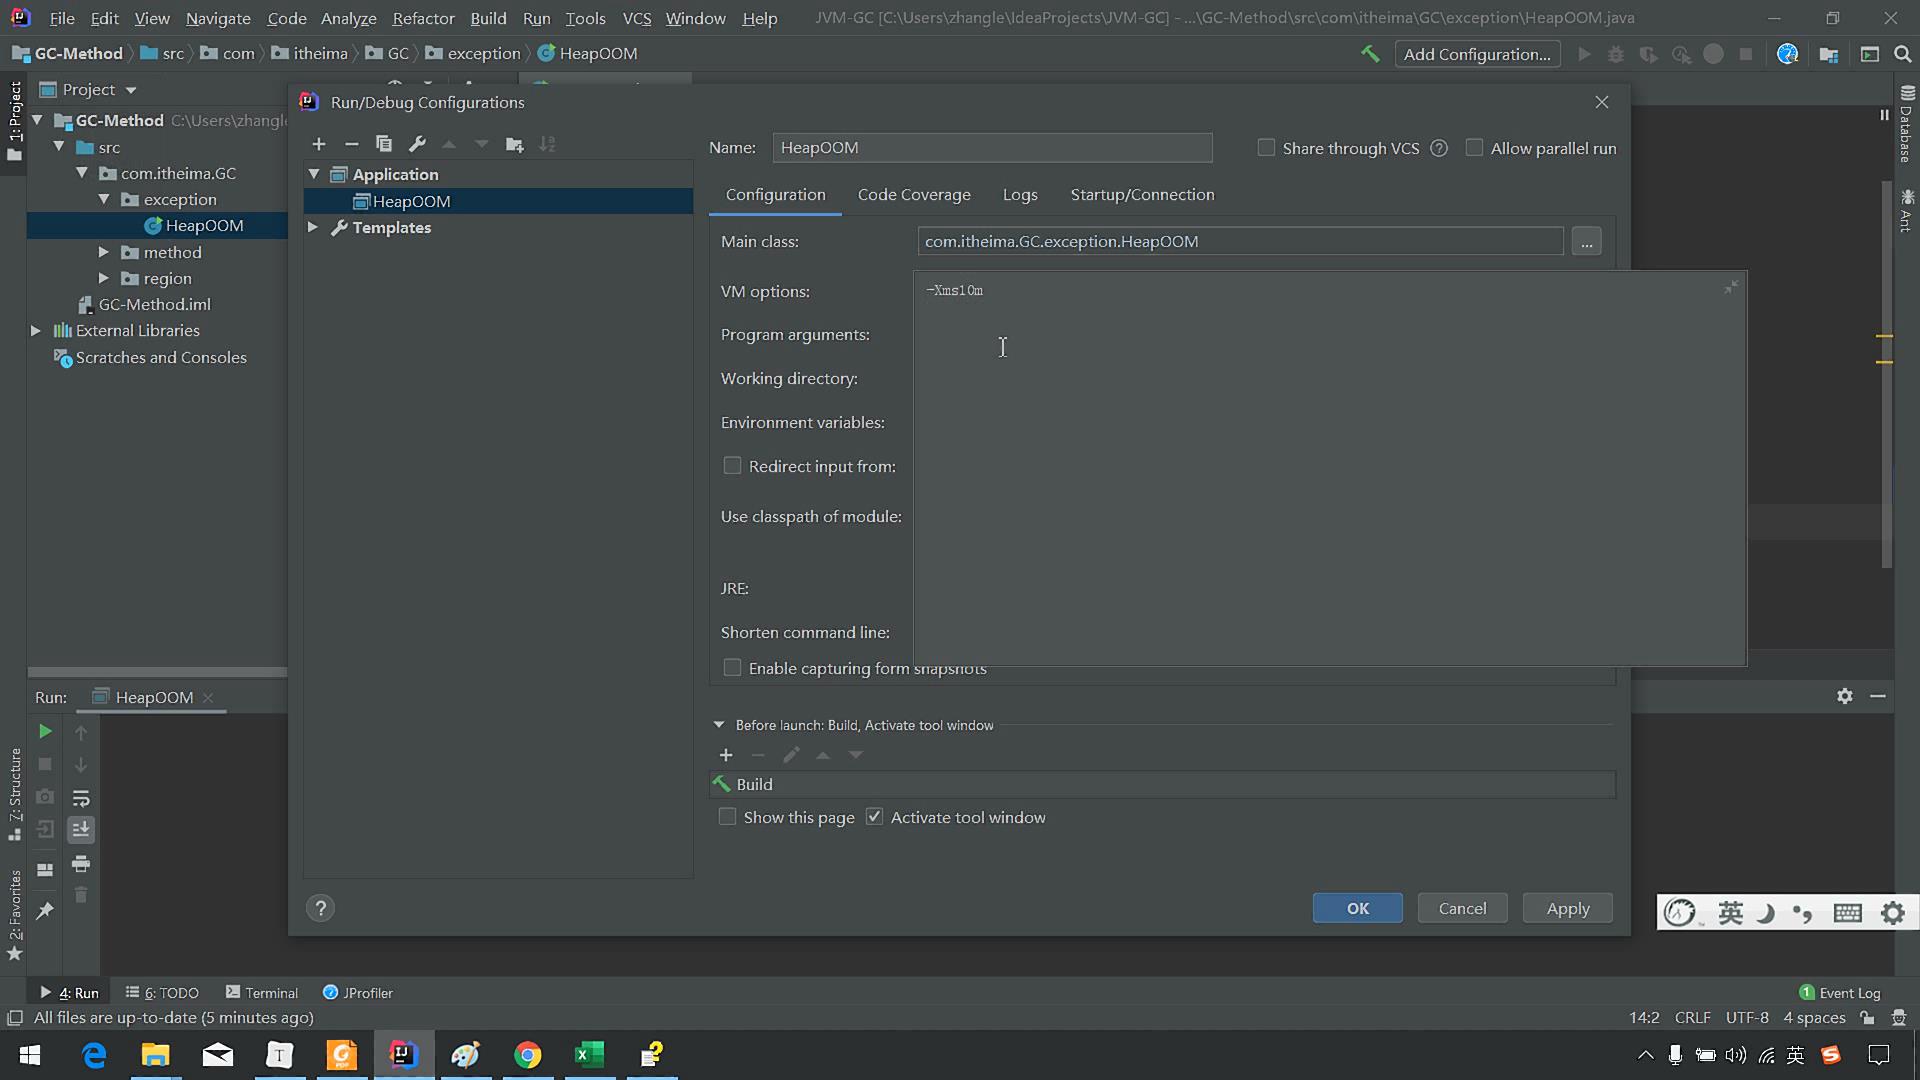 File Edit View Navigate Code Analyze Refactor Build Run Tools VCS Window Help JVM-GC [C:\Users\zhangle\IdeaProjects\JVM-GC] - ...\GC-Method\src\com\itheima\GC\exception\HeapOOM.java
GC-Method src com itheima GC exception HeapOOM Add Configuration...
1: Project
Project
GC-Method C:\Users\zhangle
src
com.itheima.GC
exception
HeapOOM
method
region
GC-Method.iml
External Libraries
Scratches and Consoles
Run/Debug Configurations
Application
HeapOOM
Templates
Name: HeapOOM Share through VCS ? Allow parallel run
Configuration Code Coverage Logs Startup/Connection
Main class: com.itheima.GC.exception.HeapOOM ...
VM options: -Xms10m
Program arguments:
Working directory:
Environment variables:
Redirect input from:
Use classpath of module:
JRE:
Shorten command line:
Enable capturing form snapshots
Before launch: Build, Activate tool window
Build
Show this page Activate tool window
? OK Cancel Apply
Database
Ant
Run: HeapOOM
7: Structure
2: Favorites
英
4: Run 6: TODO Terminal JProfiler 1 Event Log
All files are up-to-date (5 minutes ago) 14:2 CRLF UTF-8 4 spaces
英